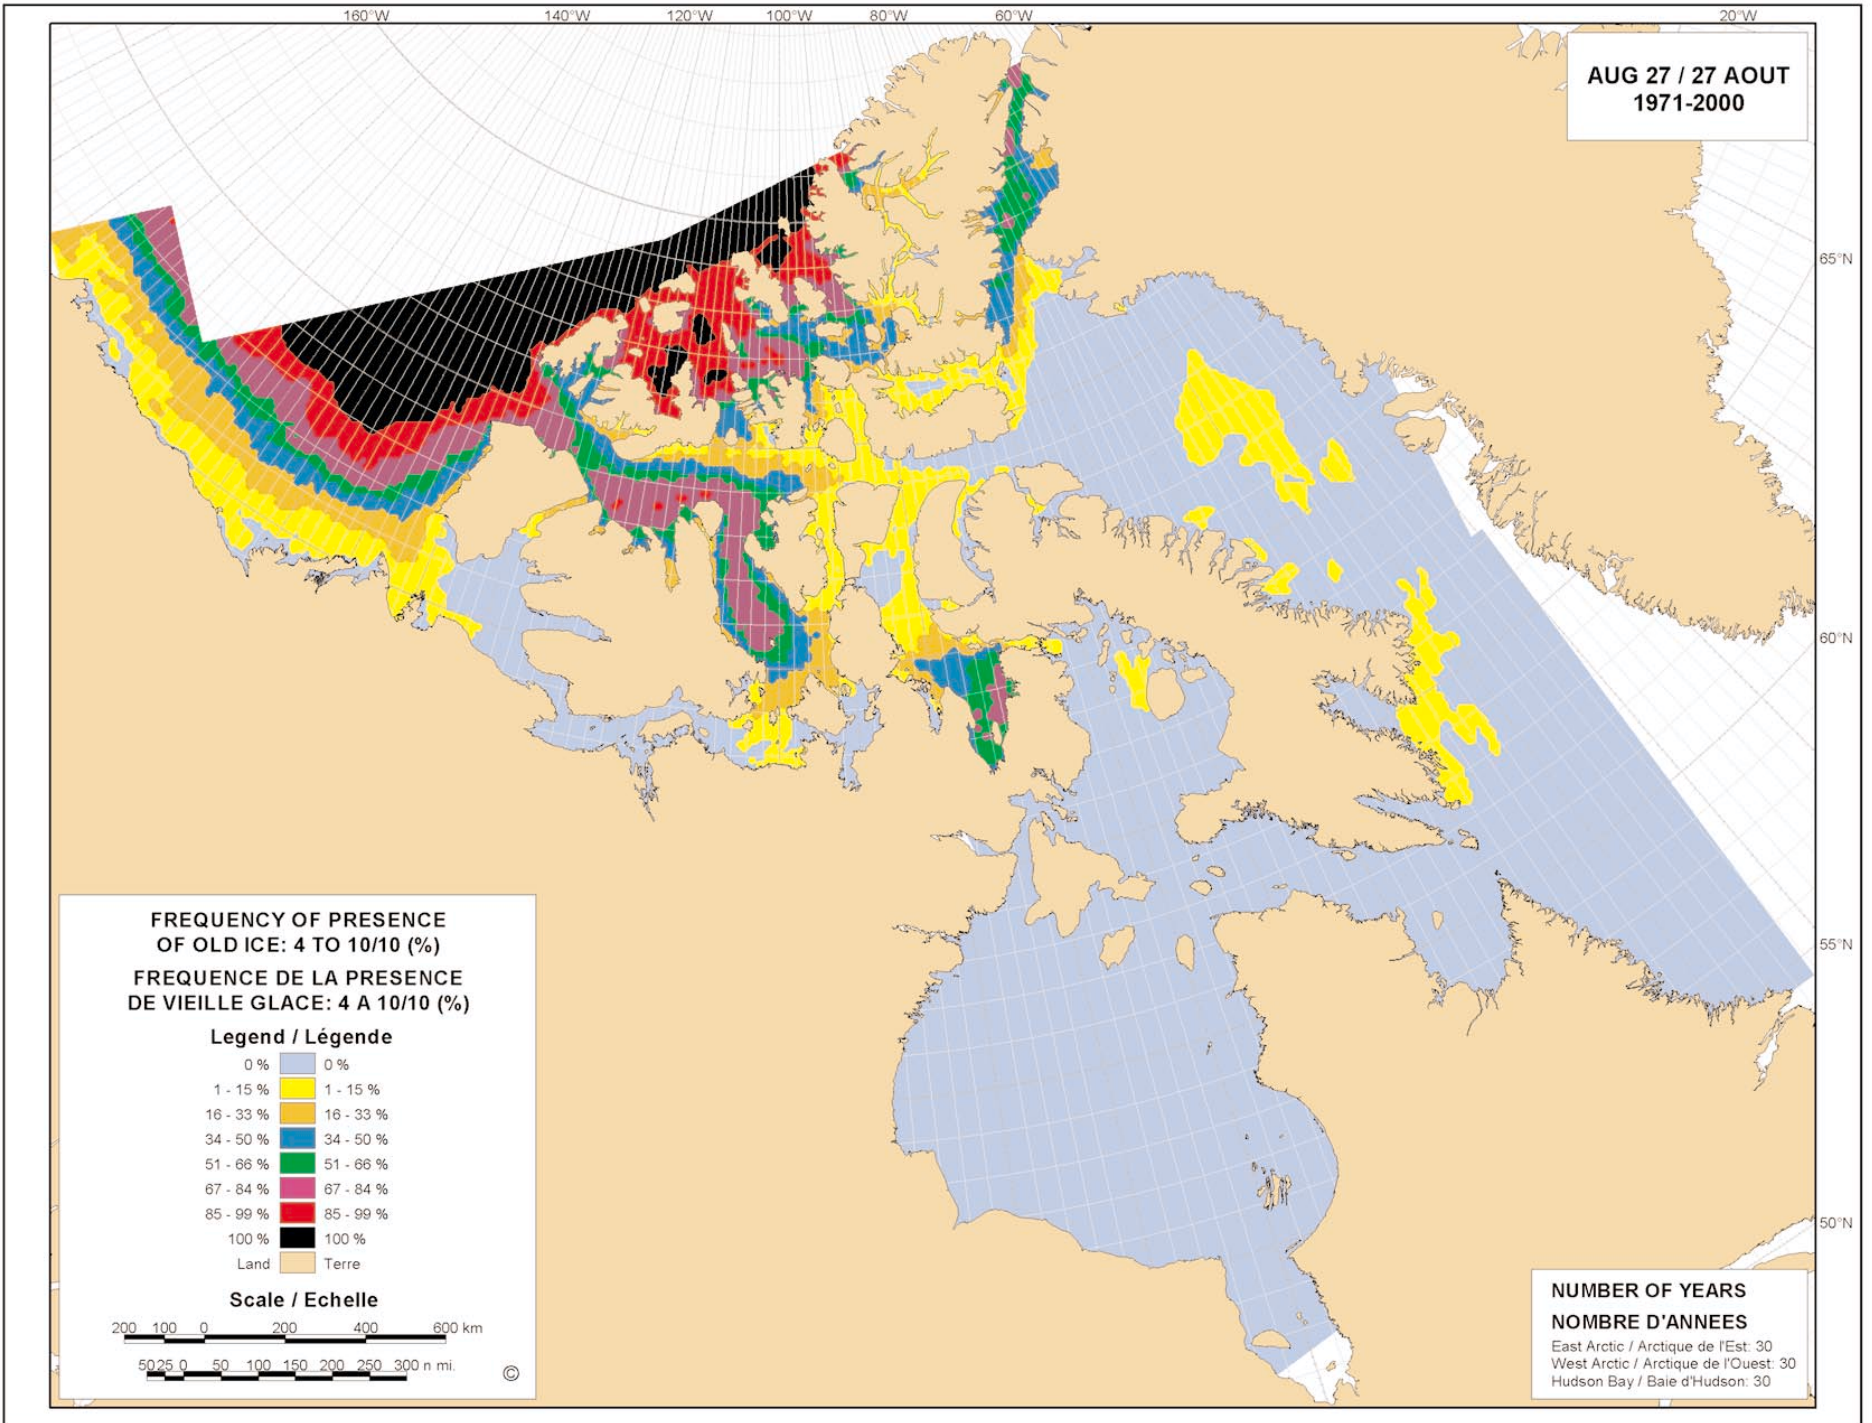 160°W 140°W 120°W 100°W 80°W 60°W 20°W
AUG 27 / 27 AOUT
1971-2000
65°N
60°N
55°N
50°N
FREQUENCY OF PRESENCE
OF OLD ICE: 4 TO 10/10 (%)
FREQUENCE DE LA PRESENCE
DE VIEILLE GLACE: 4 A 10/10 (%)
Legend / Légende
0 % 0 %
1 - 15 % 1 - 15 %
16 - 33 % 16 - 33 %
34 - 50 % 34 - 50 %
51 - 66 % 51 - 66 %
67 - 84 % 67 - 84 %
85 - 99 % 85 - 99 %
100 % 100 %
Land Terre
Scale / Echelle
200 100 0 200 400 600 km
50 25 0 50 100 150 200 250 300 n mi.
©
NUMBER OF YEARS
NOMBRE D'ANNEES
East Arctic / Arctique de l'Est: 30
West Arctic / Arctique de l'Ouest: 30
Hudson Bay / Baie d'Hudson: 30